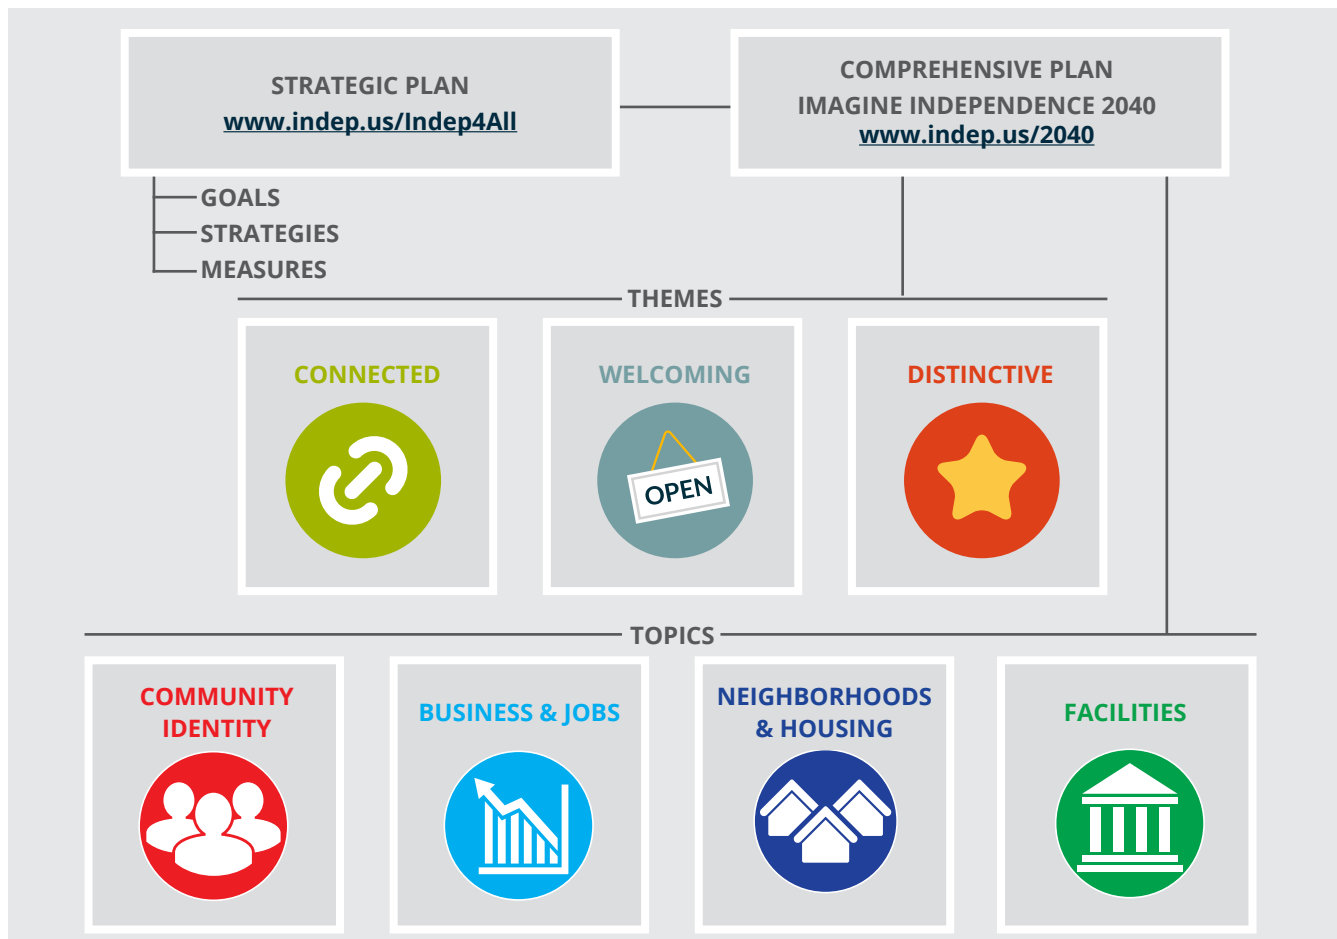 STRATEGIC PLAN
www.indep.us/Indep4All
COMPREHENSIVE PLAN
IMAGINE INDEPENDENCE 2040
www.indep.us/2040
GOALS
STRATEGIES
MEASURES
THEMES
CONNECTED
WELCOMING
OPEN
DISTINCTIVE
TOPICS
COMMUNITY
IDENTITY
BUSINESS & JOBS
NEIGHBORHOODS
& HOUSING
FACILITIES